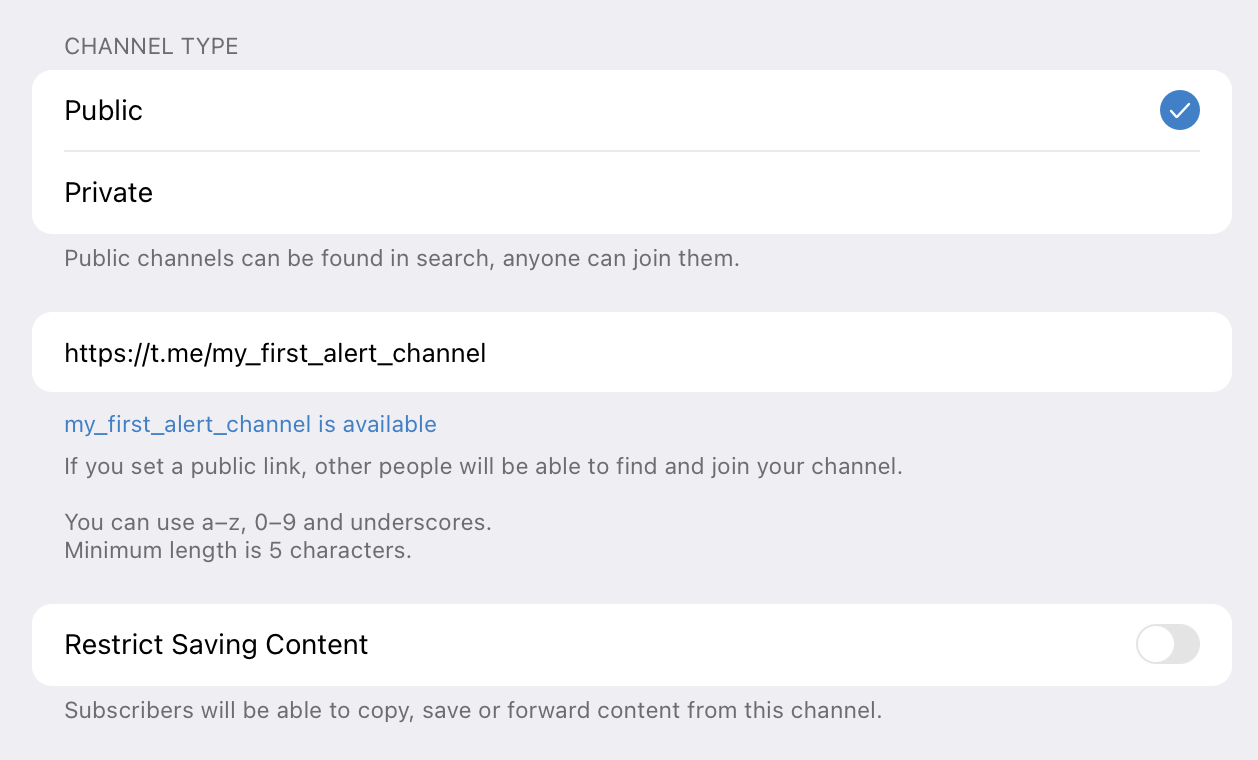 CHANNEL TYPE
Public
Private
Public channels can be found in search, anyone can join them.
https://t.me/my_first_alert_channel
my_first_alert_channel is available
If you set a public link, other people will be able to find and join your channel.
You can use a–z, 0–9 and underscores.
Minimum length is 5 characters.
Restrict Saving Content
Subscribers will be able to copy, save or forward content from this channel.